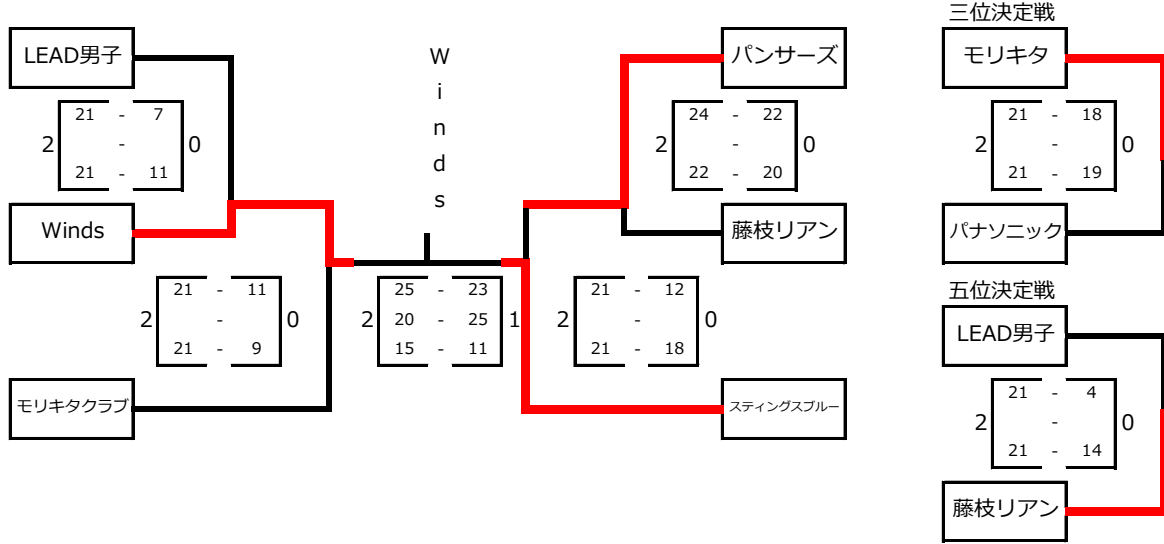 三位決定戦
LEAD男子
Winds
パンサーズ
モリキタ
21 - 7
2 - 0
21 - 11
24 - 22
2 - 0
22 - 20
21 - 18
2 - 0
21 - 19
Winds
藤枝リアン
パナソニック
21 - 11
2 - 0
21 - 9
25 - 23
2 20 - 25 1
15 - 11
21 - 12
2 - 0
21 - 18
五位決定戦
LEAD男子
モリキタクラブ
スティングスブルー
21 - 4
2 - 0
21 - 14
藤枝リアン